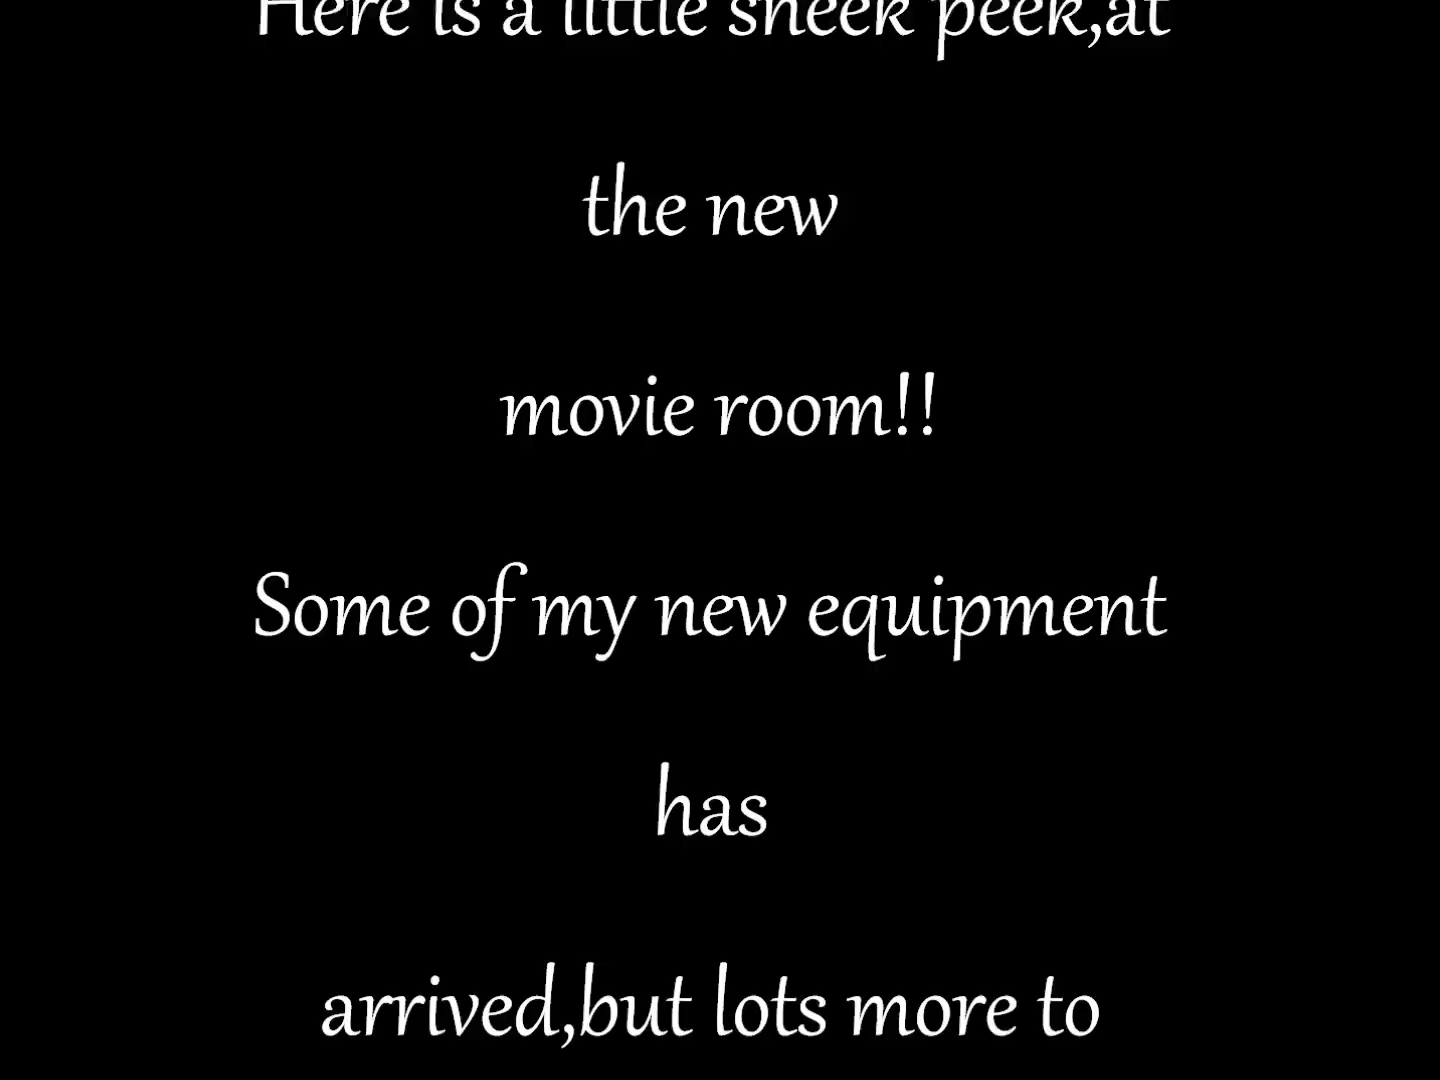 Here is a little sneek peek,at
the new
movie room!!
Some of my new equipment
has
arrived,but lots more to